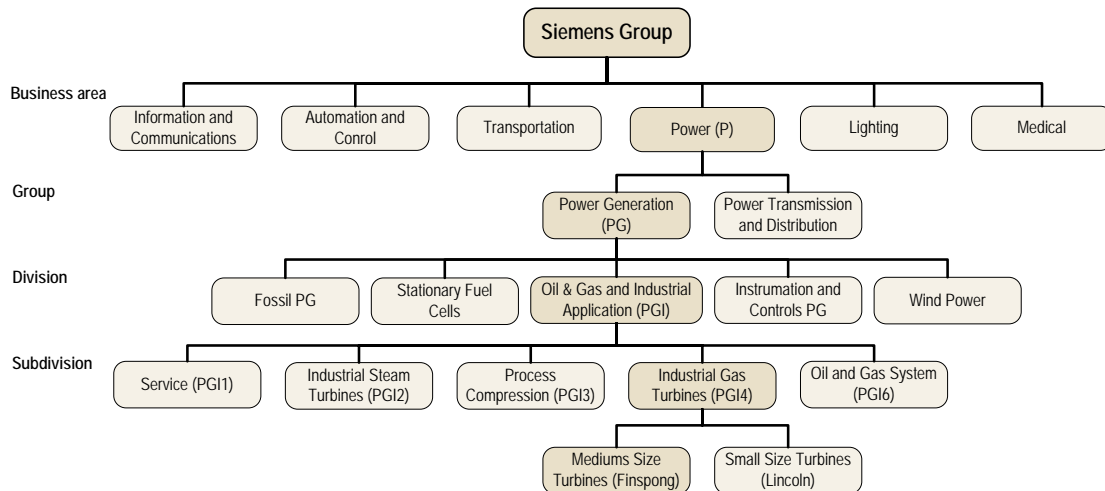 Siemens Group
Business area
Information and
Communications
Automation and
Conrol
Transportation
Power (P)
Lighting
Medical
Group
Power Generation
(PG)
Power Transmission
and Distribution
Division
Fossil PG
Stationary Fuel
Cells
Oil & Gas and Industrial
Application (PGI)
Instrumation and
Controls PG
Wind Power
Subdivision
Service (PGI1)
Industrial Steam
Turbines (PGI2)
Process
Compression (PGI3)
Industrial Gas
Turbines (PGI4)
Oil and Gas System
(PGI6)
Mediums Size
Turbines (Finspong)
Small Size Turbines
(Lincoln)